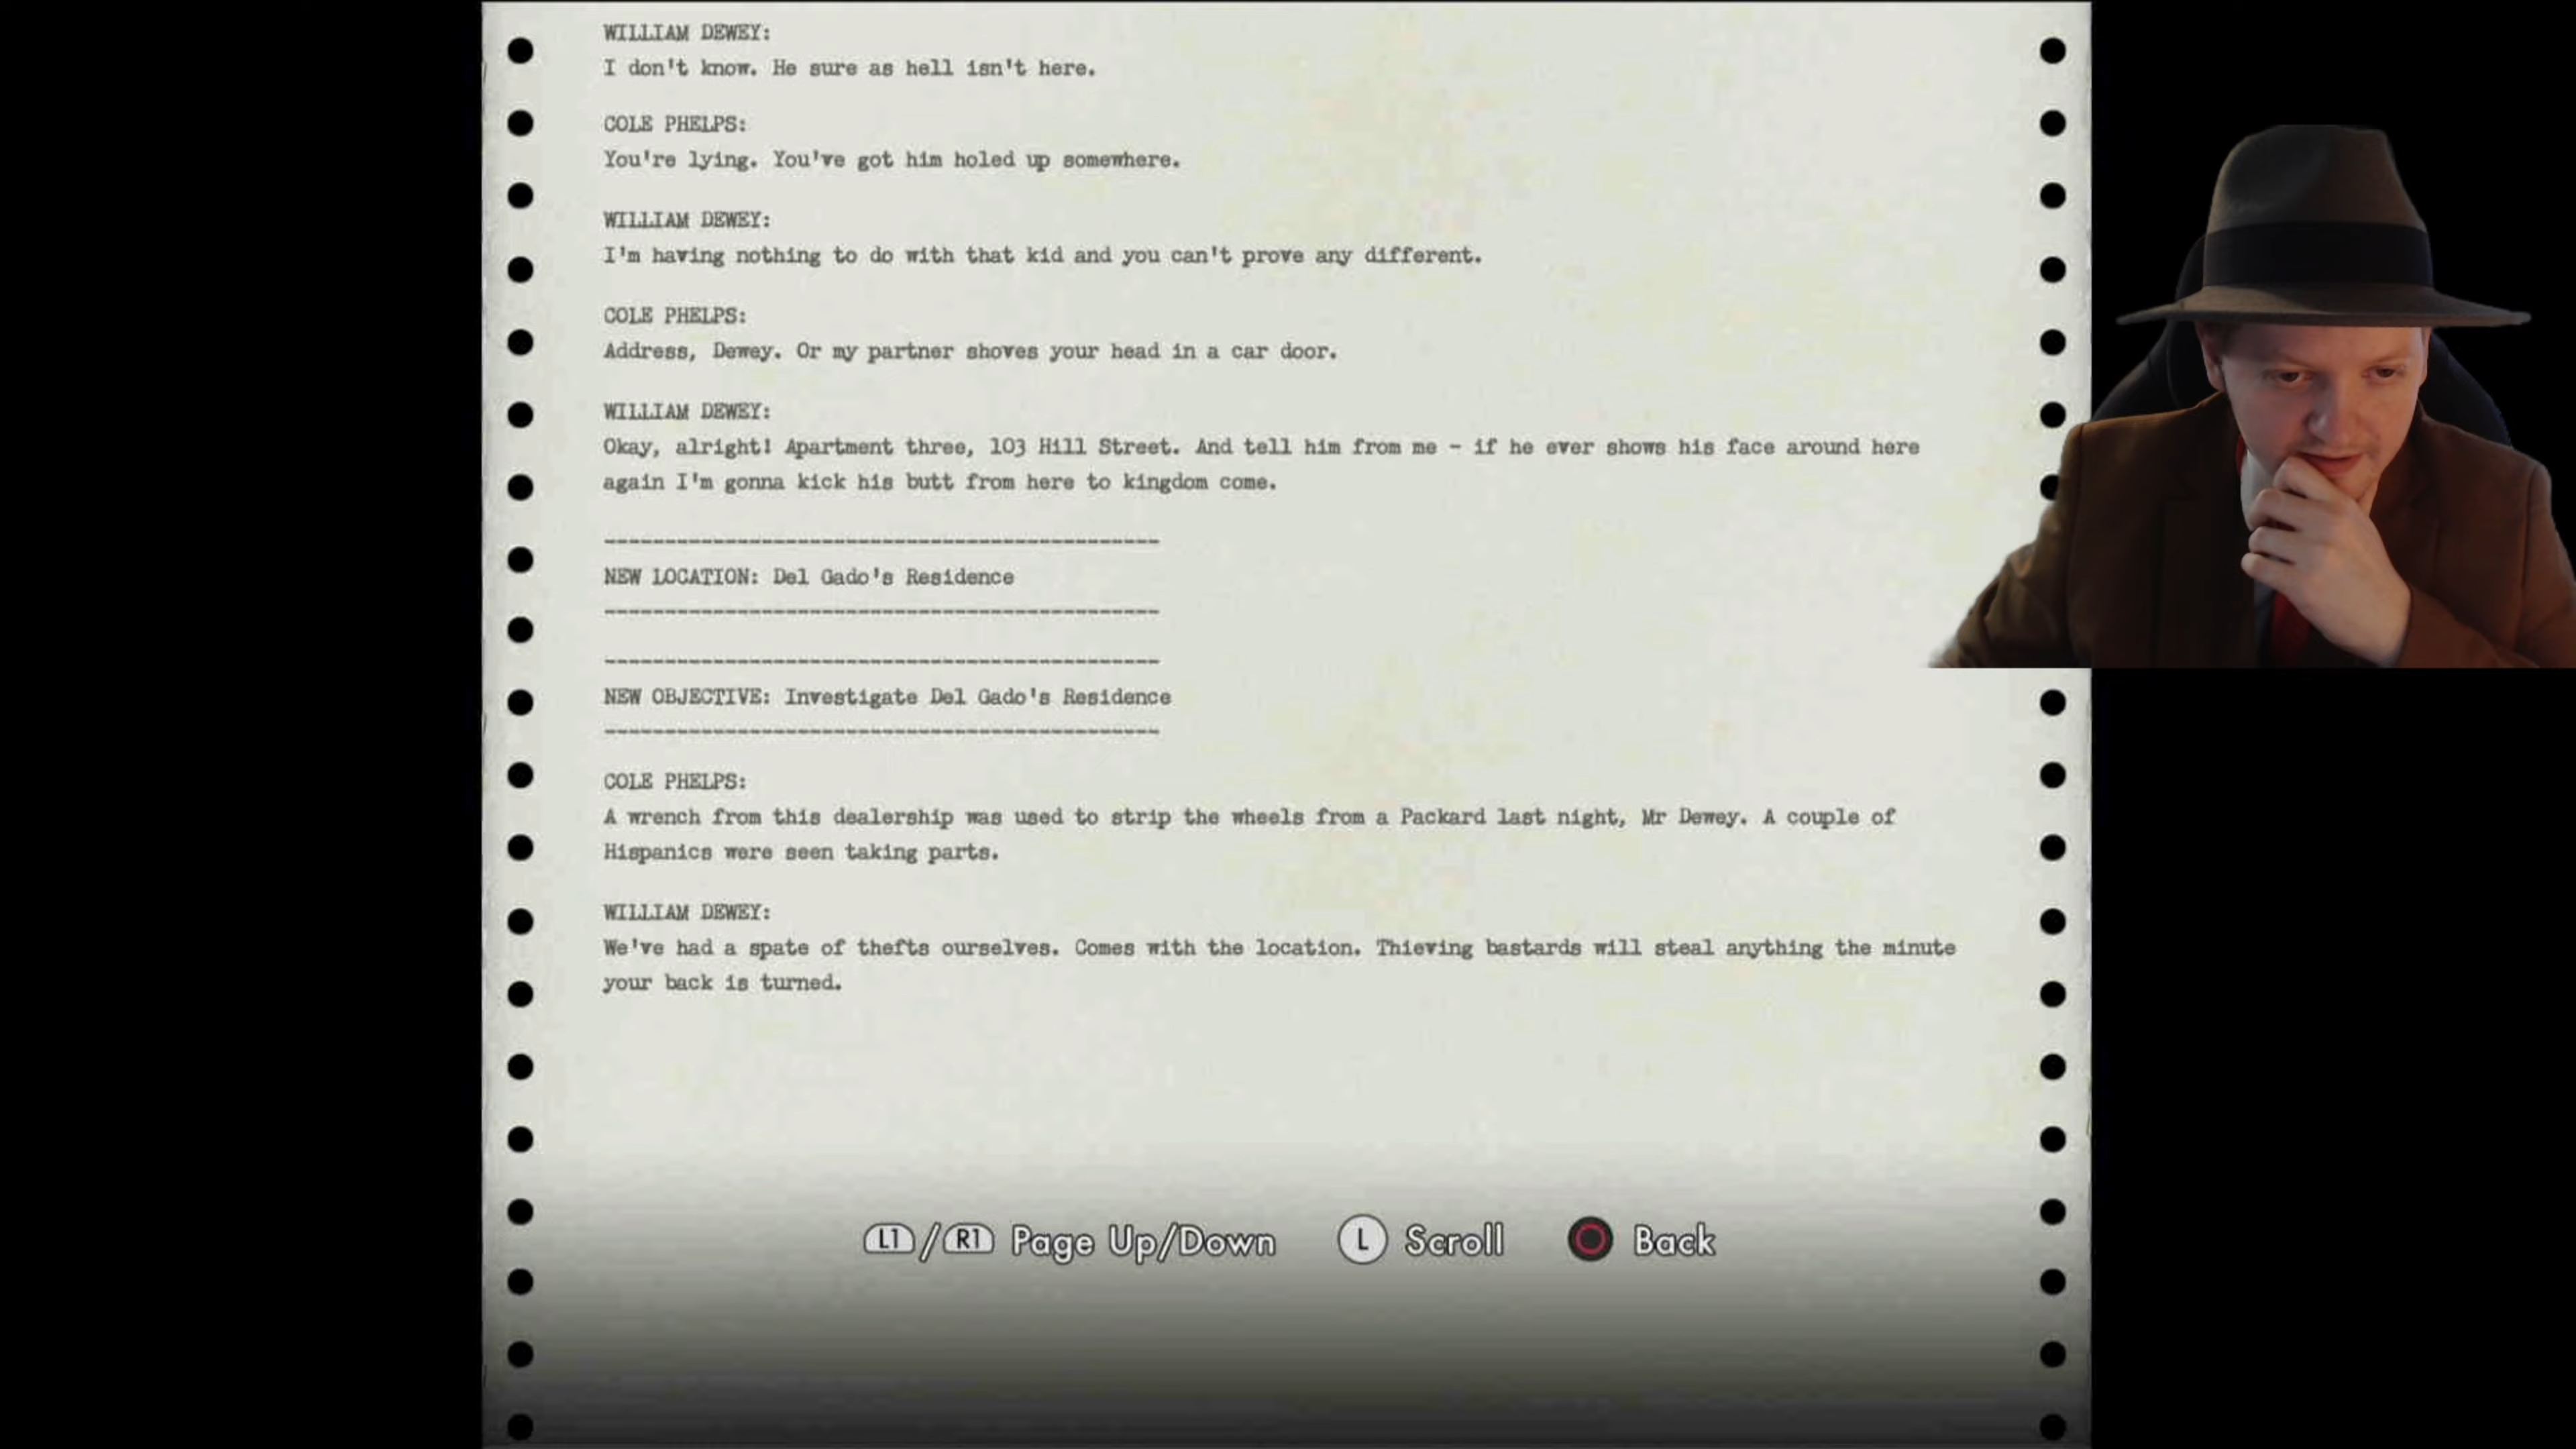 WILLIAM DEWEY:
I don't know. He sure as hell isn't here.
COLE PHELPS:
You're lying. You've got him holed up somewhere.
WILLIAM DEWEY:
I'm having nothing to do with that kid and you can't prove any different.
COLE PHELPS:
Address, Dewey. Or my partner shoves your head in a car door.
WILLIAM DEWEY:
Okay, alright! Apartment three, 103 Hill Street. And tell him from me - if he ever shows his face around here
again I'm gonna kick his butt from here to kingdom come.
----------------------------------------------
NEW LOCATION: Del Gado's Residence
----------------------------------------------
----------------------------------------------
NEW OBJECTIVE: Investigate Del Gado's Residence
----------------------------------------------
COLE PHELPS:
A wrench from this dealership was used to strip the wheels from a Packard last night, Mr Dewey. A couple of
Hispanics were seen taking parts.
WILLIAM DEWEY:
We've had a spate of thefts ourselves. Comes with the location. Thieving bastards will steal anything the minute
your back is turned.
L1/R1 Page Up/Down L Scroll Back